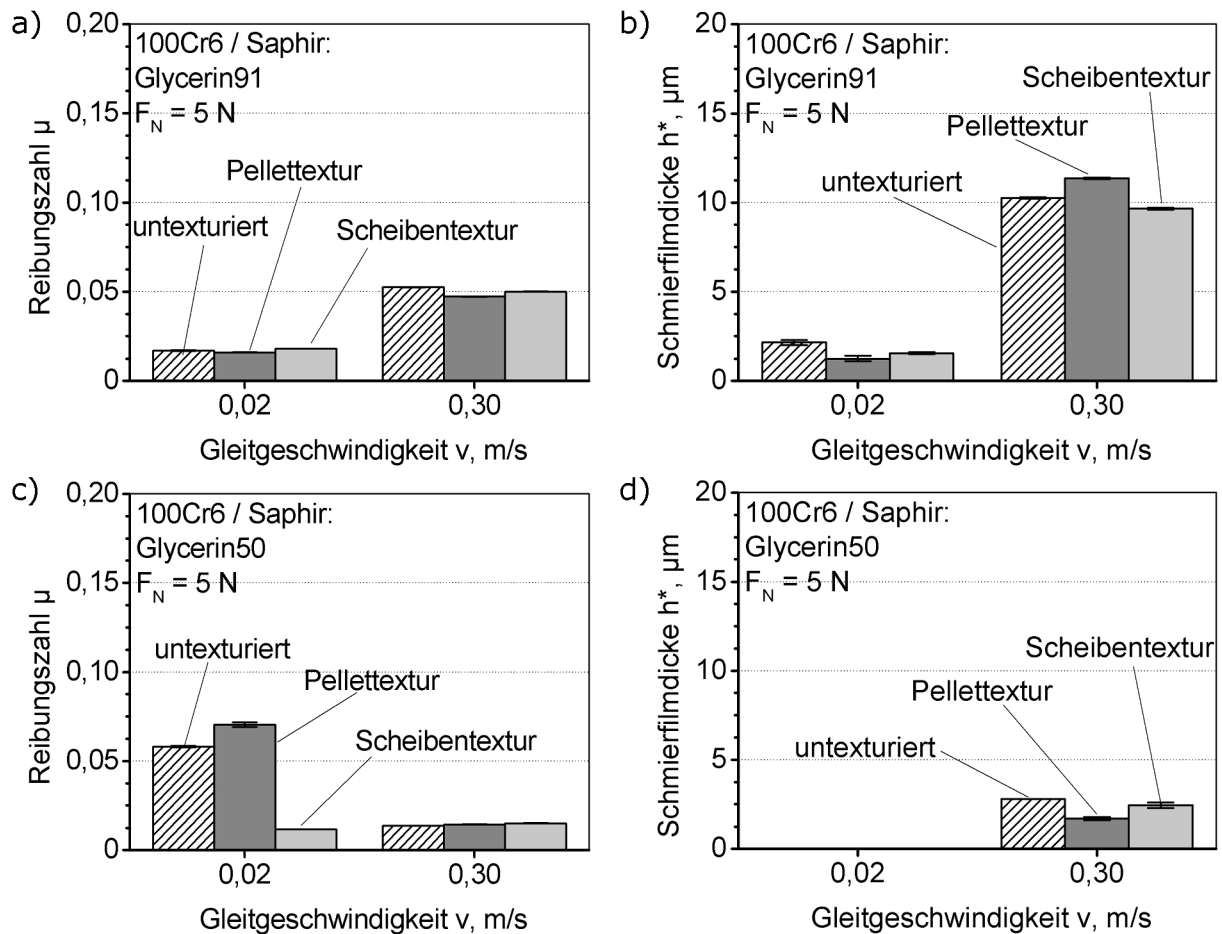 a)
0,20
0,15
0,10
0,05
0
Reibungszahl µ
100Cr6 / Saphir:
Glycerin91
F_N = 5 N
Pellettextur
untexturiert
Scheibentextur
0,02
0,30
Gleitgeschwindigkeit v, m/s
b)
20
15
10
5
0
Schmierfilmdicke h*, µm
100Cr6 / Saphir:
Glycerin91
F_N = 5 N
Scheibentextur
Pellettextur
untexturiert
0,02
0,30
Gleitgeschwindigkeit v, m/s
c)
0,20
0,15
0,10
0,05
0
Reibungszahl µ
100Cr6 / Saphir:
Glycerin50
F_N = 5 N
untexturiert
Pellettextur
Scheibentextur
0,02
0,30
Gleitgeschwindigkeit v, m/s
d)
20
15
10
5
0
Schmierfilmdicke h*, µm
100Cr6 / Saphir:
Glycerin50
F_N = 5 N
Scheibentextur
Pellettextur
untexturiert
0,02
0,30
Gleitgeschwindigkeit v, m/s